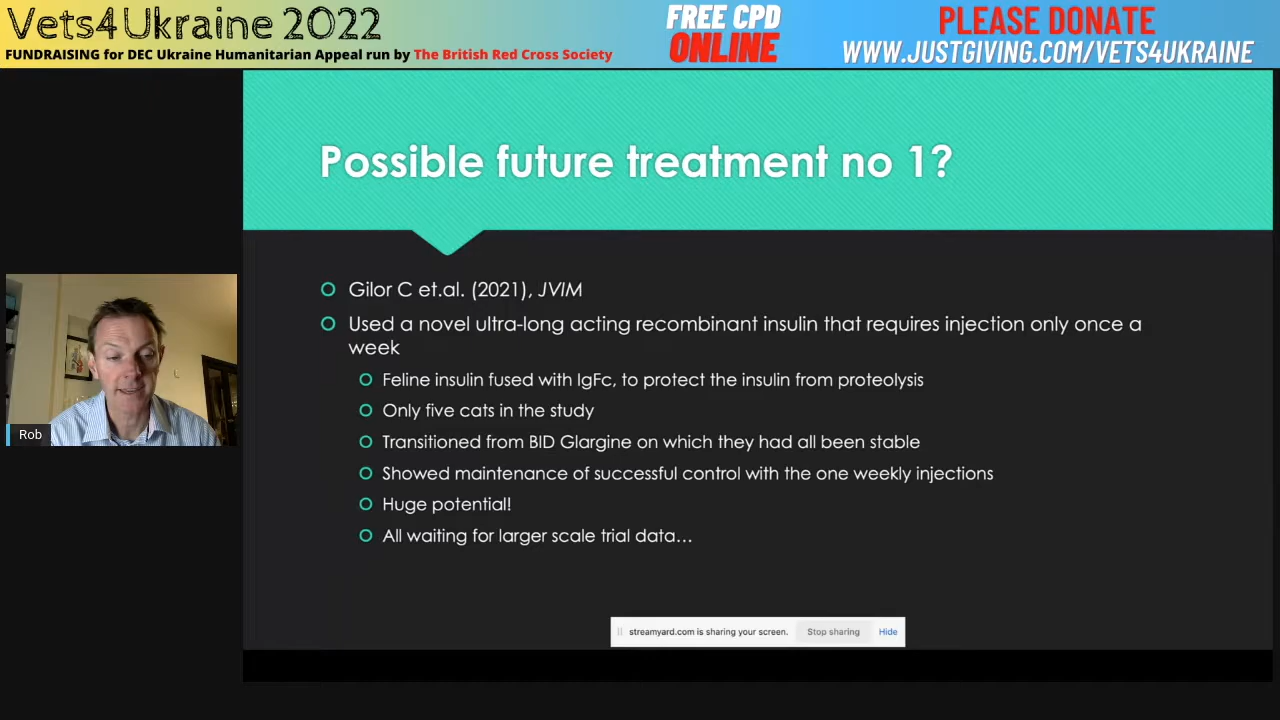 Vets4Ukraine 2022
FUNDRAISING for DEC Ukraine Humanitarian Appeal run by The British Red Cross Society
FREE CPD
ONLINE
PLEASE DONATE
WWW.JUSTGIVING.COM/VETS4UKRAINE
Possible future treatment no 1?
Gilor C et.al. (2021), JVIM
Used a novel ultra-long acting recombinant insulin that requires injection only once a
week
Feline insulin fused with IgFc, to protect the insulin from proteolysis
Only five cats in the study
Transitioned from BID Glargine on which they had all been stable
Showed maintenance of successful control with the one weekly injections
Huge potential!
All waiting for larger scale trial data...
Rob
streamyard.com is sharing your screen. Stop sharing Hide